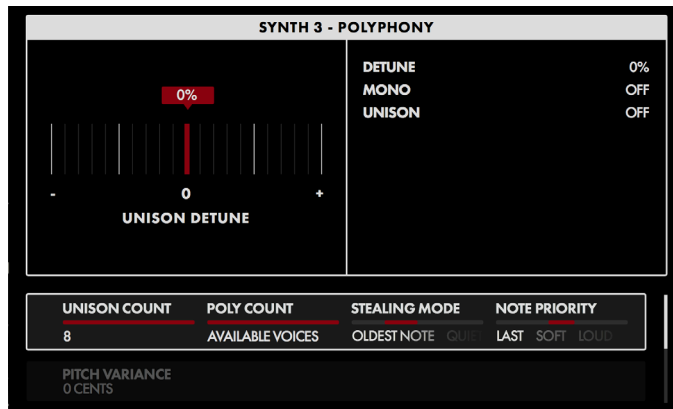 SYNTH 3 - POLYPHONY
0%
- 0 +
UNISON DETUNE
DETUNE 0%
MONO OFF
UNISON OFF
UNISON COUNT POLY COUNT STEALING MODE NOTE PRIORITY
8 AVAILABLE VOICES OLDEST NOTE LAST SOFT LOUD
PITCH VARIANCE
0 CENTS